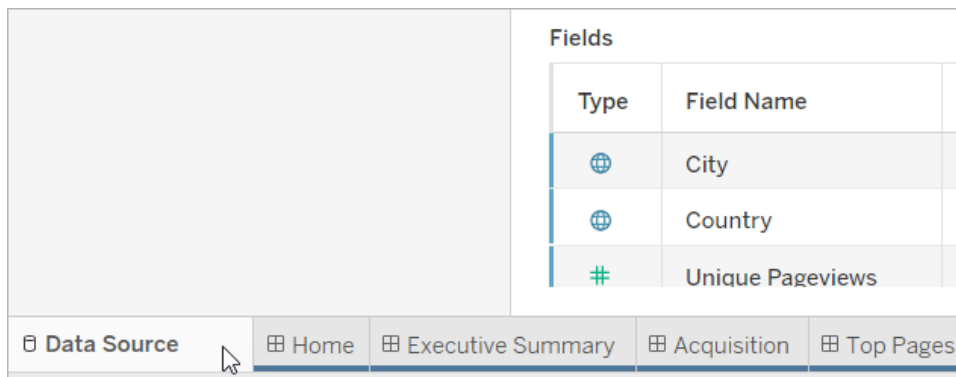 Fields
Type Field Name
City
Country
# Unique Pageviews
Data Source Home Executive Summary Acquisition Top Pages